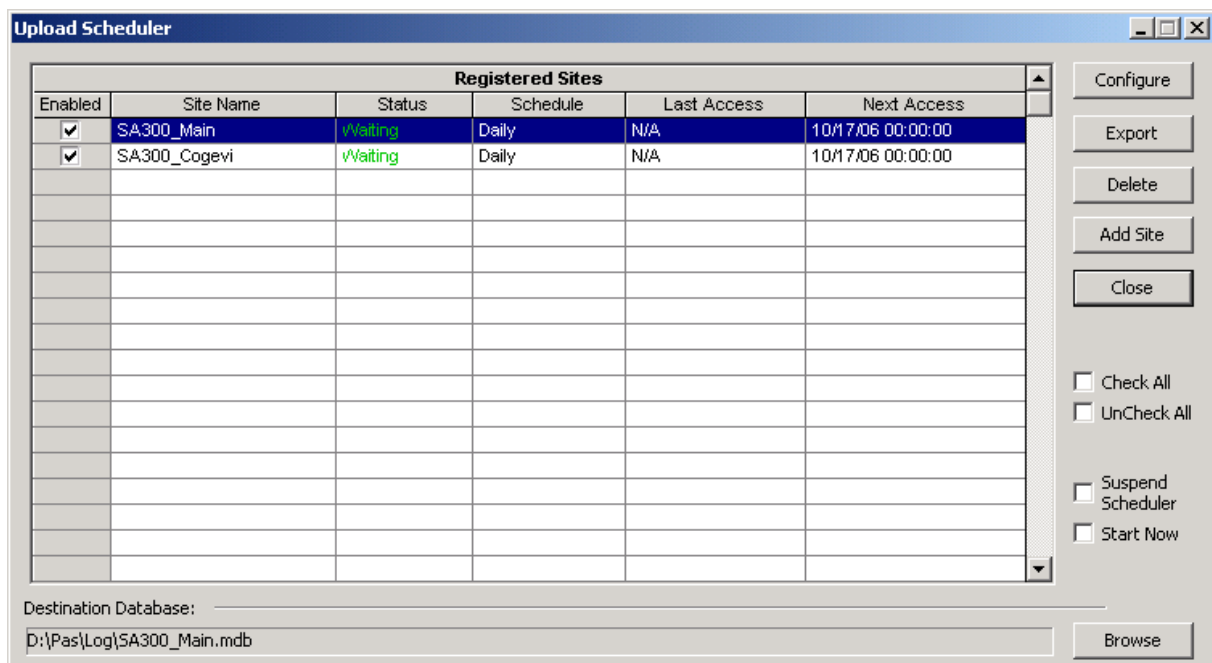 Upload Scheduler
Registered Sites
Enabled Site Name Status Schedule Last Access Next Access
SA300_Main Waiting Daily N/A 10/17/06 00:00:00
SA300_Cogevi Waiting Daily N/A 10/17/06 00:00:00
Configure
Export
Delete
Add Site
Close
Check All
UnCheck All
Suspend
Scheduler
Start Now
Destination Database:
D:\Pas\Log\SA300_Main.mdb
Browse